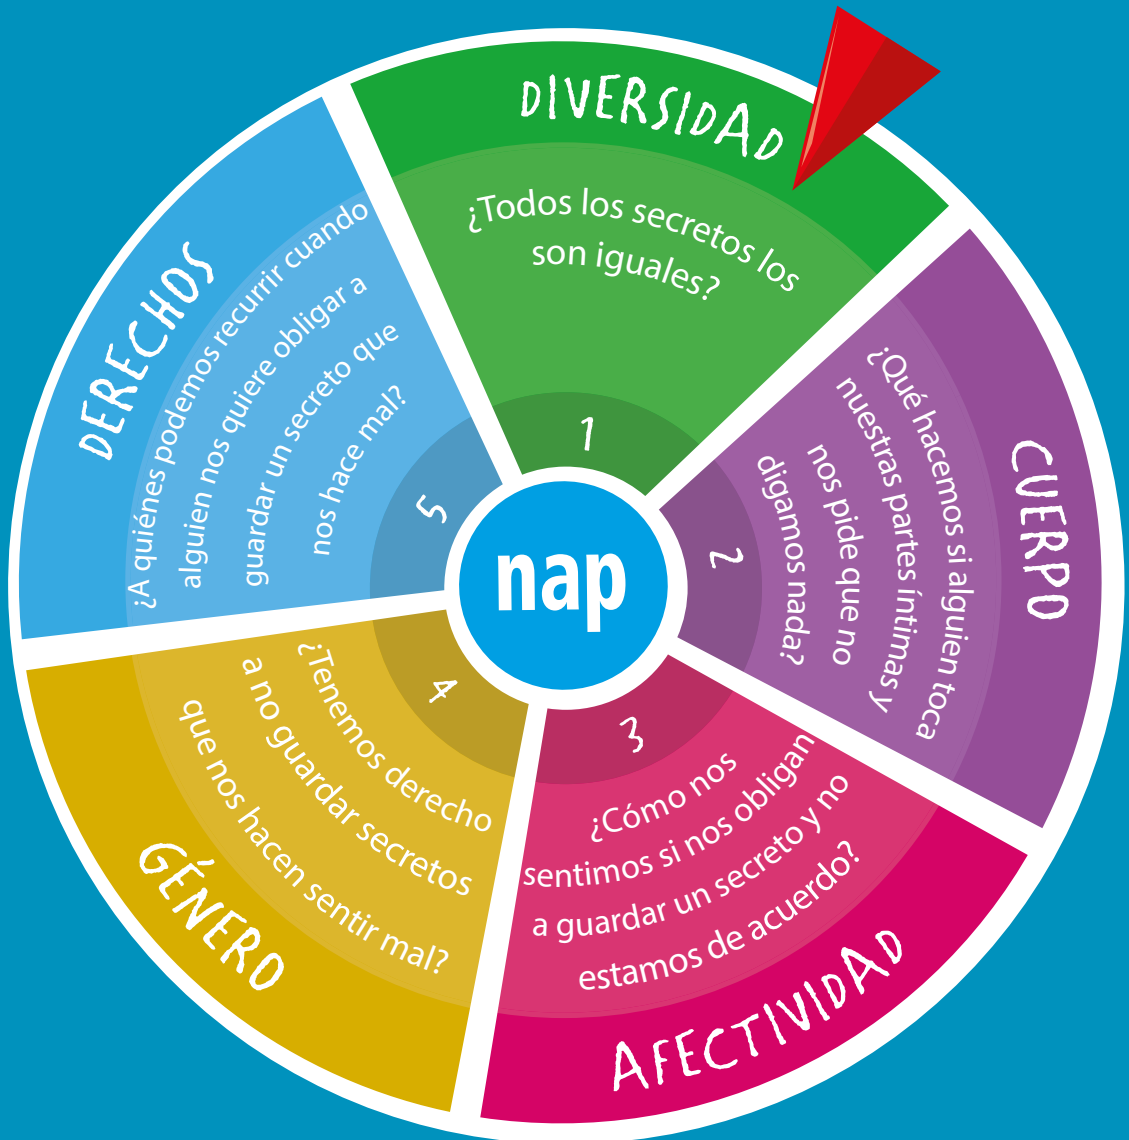 DIVERSIDAD
¿Todos los secretos los
son iguales?
1
CUERPO
¿Qué hacemos si alguien toca
nuestras partes íntimas y
nos pide que no
digamos nada?
2
3
¿Cómo nos
sentimos si nos obligan
a guardar un secreto y no
estamos de acuerdo?
AFECTIVIDAD
4
¿Tenemos derecho
a no guardar secretos
que nos hacen sentir mal?
GÉNERO
DERECHOS
¿A quiénes podemos recurrir cuando
alguien nos quiere obligar a
guardar un secreto que
nos hace mal?
5
nap